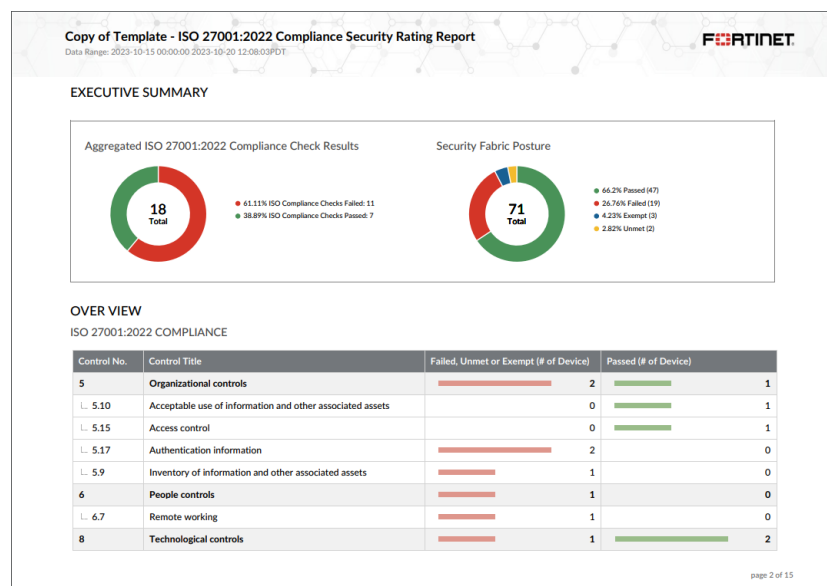 Copy of Template - ISO 27001:2022 Compliance Security Rating Report
Data Range: 2023-10-15 00:00:00 2023-10-20 12:08:03PDT
FORTINET
EXECUTIVE SUMMARY
Aggregated ISO 27001:2022 Compliance Check Results
18
Total
61.11% ISO Compliance Checks Failed: 11
38.89% ISO Compliance Checks Passed: 7
Security Fabric Posture
71
Total
66.2% Passed (47)
26.76% Failed (19)
4.23% Exempt (3)
2.82% Unmet (2)
OVER VIEW
ISO 27001:2022 COMPLIANCE
Control No. Control Title Failed, Unmet or Exempt (# of Device) Passed (# of Device)
5 Organizational controls 2 1
5.10 Acceptable use of information and other associated assets 0 1
5.15 Access control 0 1
5.17 Authentication information 2 0
5.9 Inventory of information and other associated assets 1 0
6 People controls 1 0
6.7 Remote working 1 0
8 Technological controls 1 2
page 2 of 15